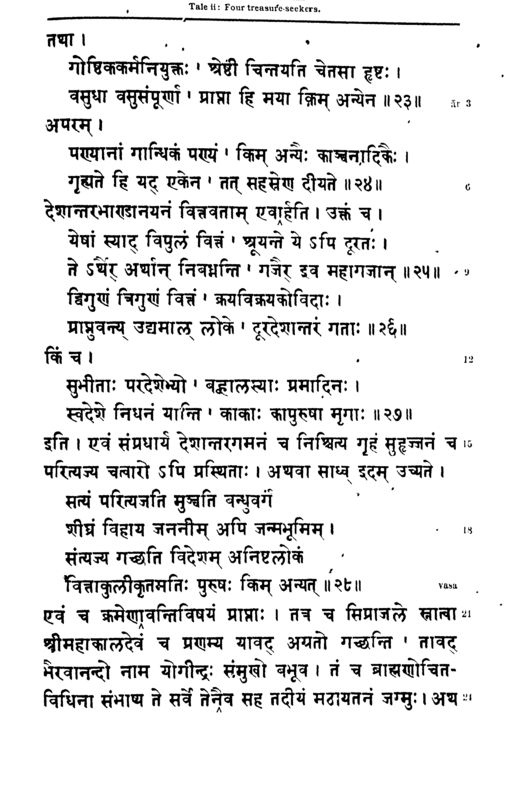 Tale ii: Four treasure-seekers.
तथा ।
गोष्ठिककर्मनियुक्तः ' श्रेष्ठी चिन्तयति चेतसा हृष्टः ।
वसुधा वसुसंपूर्णा ' प्राप्ता हि मया किम् अन्येन ॥२३॥ ār 3
अपरम् ।
पण्यानां गान्धिकं पण्यं ' किम् अन्यैः काञ्चनादिकैः ।
गृह्यते हि यद् एकेन ' तत् सहस्रेण दीयते ॥२४॥ 6
देशान्तरभाण्डानयनं वित्तवताम् एवार्हति । उक्तं च ।
येषां स्याद् विपुलं वित्तं ' श्रूयन्ते ये ऽपि दूरतः ।
ते ऽर्थैर् अर्थान् निबध्नन्ति ' गजैर् इव महागजान् ॥२५॥ 9
द्विगुणं त्रिगुणं वित्तं ' क्रयविक्रयकोविदाः ।
प्राप्नुवन्त्य् उद्यमाल् लोके ' दूरदेशान्तरं गताः ॥२६॥
किं च । 12
सुभीताः परदेशेभ्यो ' बह्वालस्याः प्रमादिनः ।
स्वदेशे निधनं यान्ति ' काकाः कापुरुषा मृगाः ॥२७॥
इति । एवं संप्रधार्य देशान्तरगमनं च निश्चित्य गृहं सुहृज्जनं च 15
परित्यज्य चत्वारो ऽपि प्रस्थिताः । अथवा साध्व् इदम् उच्यते ।
सत्यं परित्यजति मुञ्चति बन्धुवर्गं
शीघ्रं विहाय जननीम् अपि जन्मभूमिम् । 18
संत्यज्य गच्छति विदेशम् अनिष्टलोकं
वित्ताकुलीकृतमतिः पुरुषः किम् अन्यत् ॥२८॥ vasa
एवं च क्रमेणावन्तिविषयं प्राप्ताः । तत्र च सिप्राजले स्नात्वा 21
श्रीमहाकालदेवं च प्रणम्य यावद् अग्रतो गच्छन्ति ' तावद्
भैरवानन्दो नाम योगीन्द्रः संमुखो बभूव । तं च ब्राह्मणोचित-
विधिना संभाष्य ते सर्वे तेनैव सह तदीयं मठायतनं जग्मुः । अथ 24